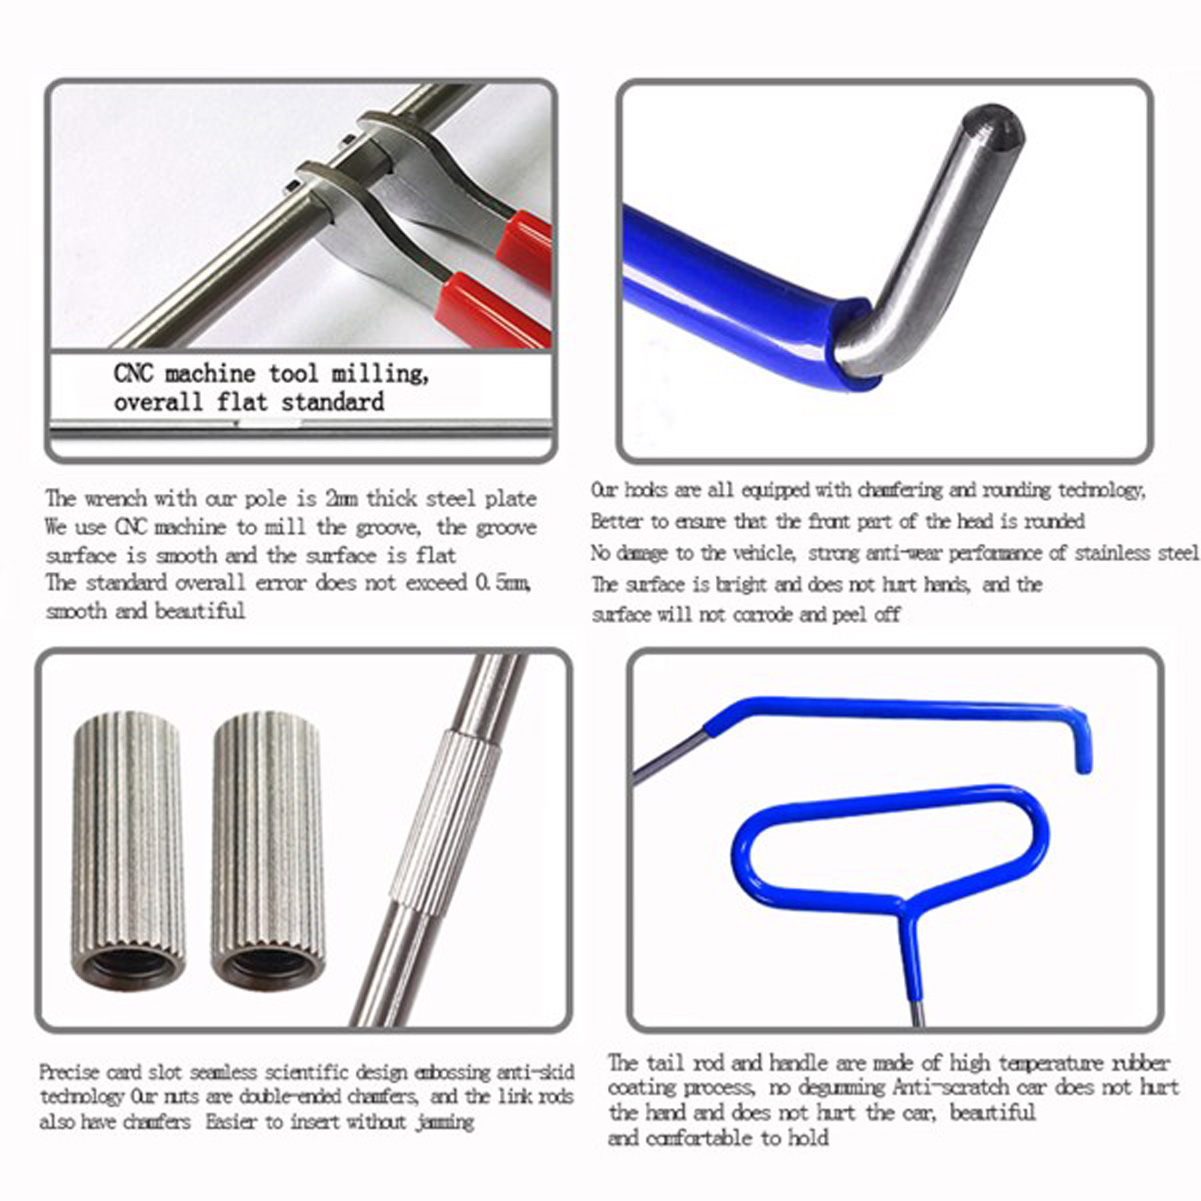 CNC machine tool milling,
overall flat standard
The wrench with our pole is 2mm thick steel plate
We use CNC machine to mill the groove, the groove
surface is smooth and the surface is flat
The standard overall error does not exceed 0.5mm,
smooth and beautiful
Our hooks are all equipped with chamfering and rounding technology,
Better to ensure that the front part of the head is rounded
No damage to the vehicle, strong anti-wear performance of stainless steel
The surface is bright and does not hurt hands, and the
surface will not corrode and peel off
Precise card slot seamless scientific design embossing anti-skid
technology Our nuts are double-ended chamfers, and the link rods
also have chamfers Easier to insert without jamming
The tail rod and handle are made of high temperature rubber
coating process, no degumming Anti-scratch car does not hurt
the hand and does not hurt the car, beautiful
and comfortable to hold